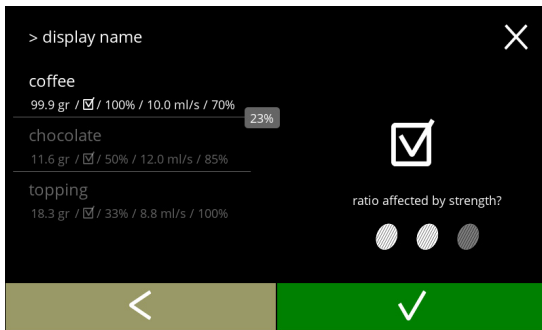 > display name
coffee
99.9 gr / ☑ / 100% / 10.0 ml/s / 70%
23%
chocolate
11.6 gr / ☑ / 50% / 12.0 ml/s / 85%
topping
18.3 gr / ☑ / 33% / 8.8 ml/s / 100%
ratio affected by strength?